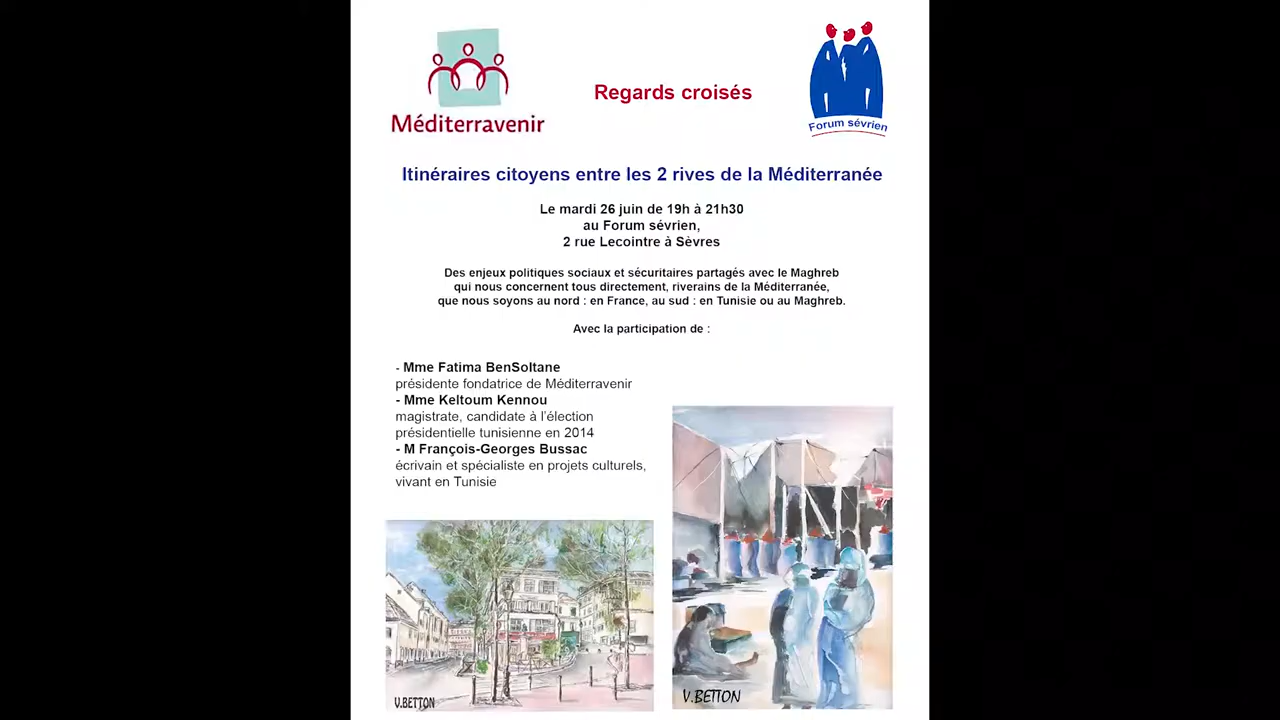 Méditerravenir
Regards croisés
Forum sévrien
Itinéraires citoyens entre les 2 rives de la Méditerranée
Le mardi 26 juin de 19h à 21h30
au Forum sévrien,
2 rue Lecointre à Sèvres
Des enjeux politiques sociaux et sécuritaires partagés avec le Maghreb
qui nous concernent tous directement, riverains de la Méditerranée,
que nous soyons au nord : en France, au sud : en Tunisie ou au Maghreb.
Avec la participation de :
- Mme Fatima BenSoltane
présidente fondatrice de Méditerravenir
- Mme Keltoum Kennou
magistrate, candidate à l'élection
présidentielle tunisienne en 2014
- M François-Georges Bussac
écrivain et spécialiste en projets culturels,
vivant en Tunisie
V.BETTON
V.BETTON